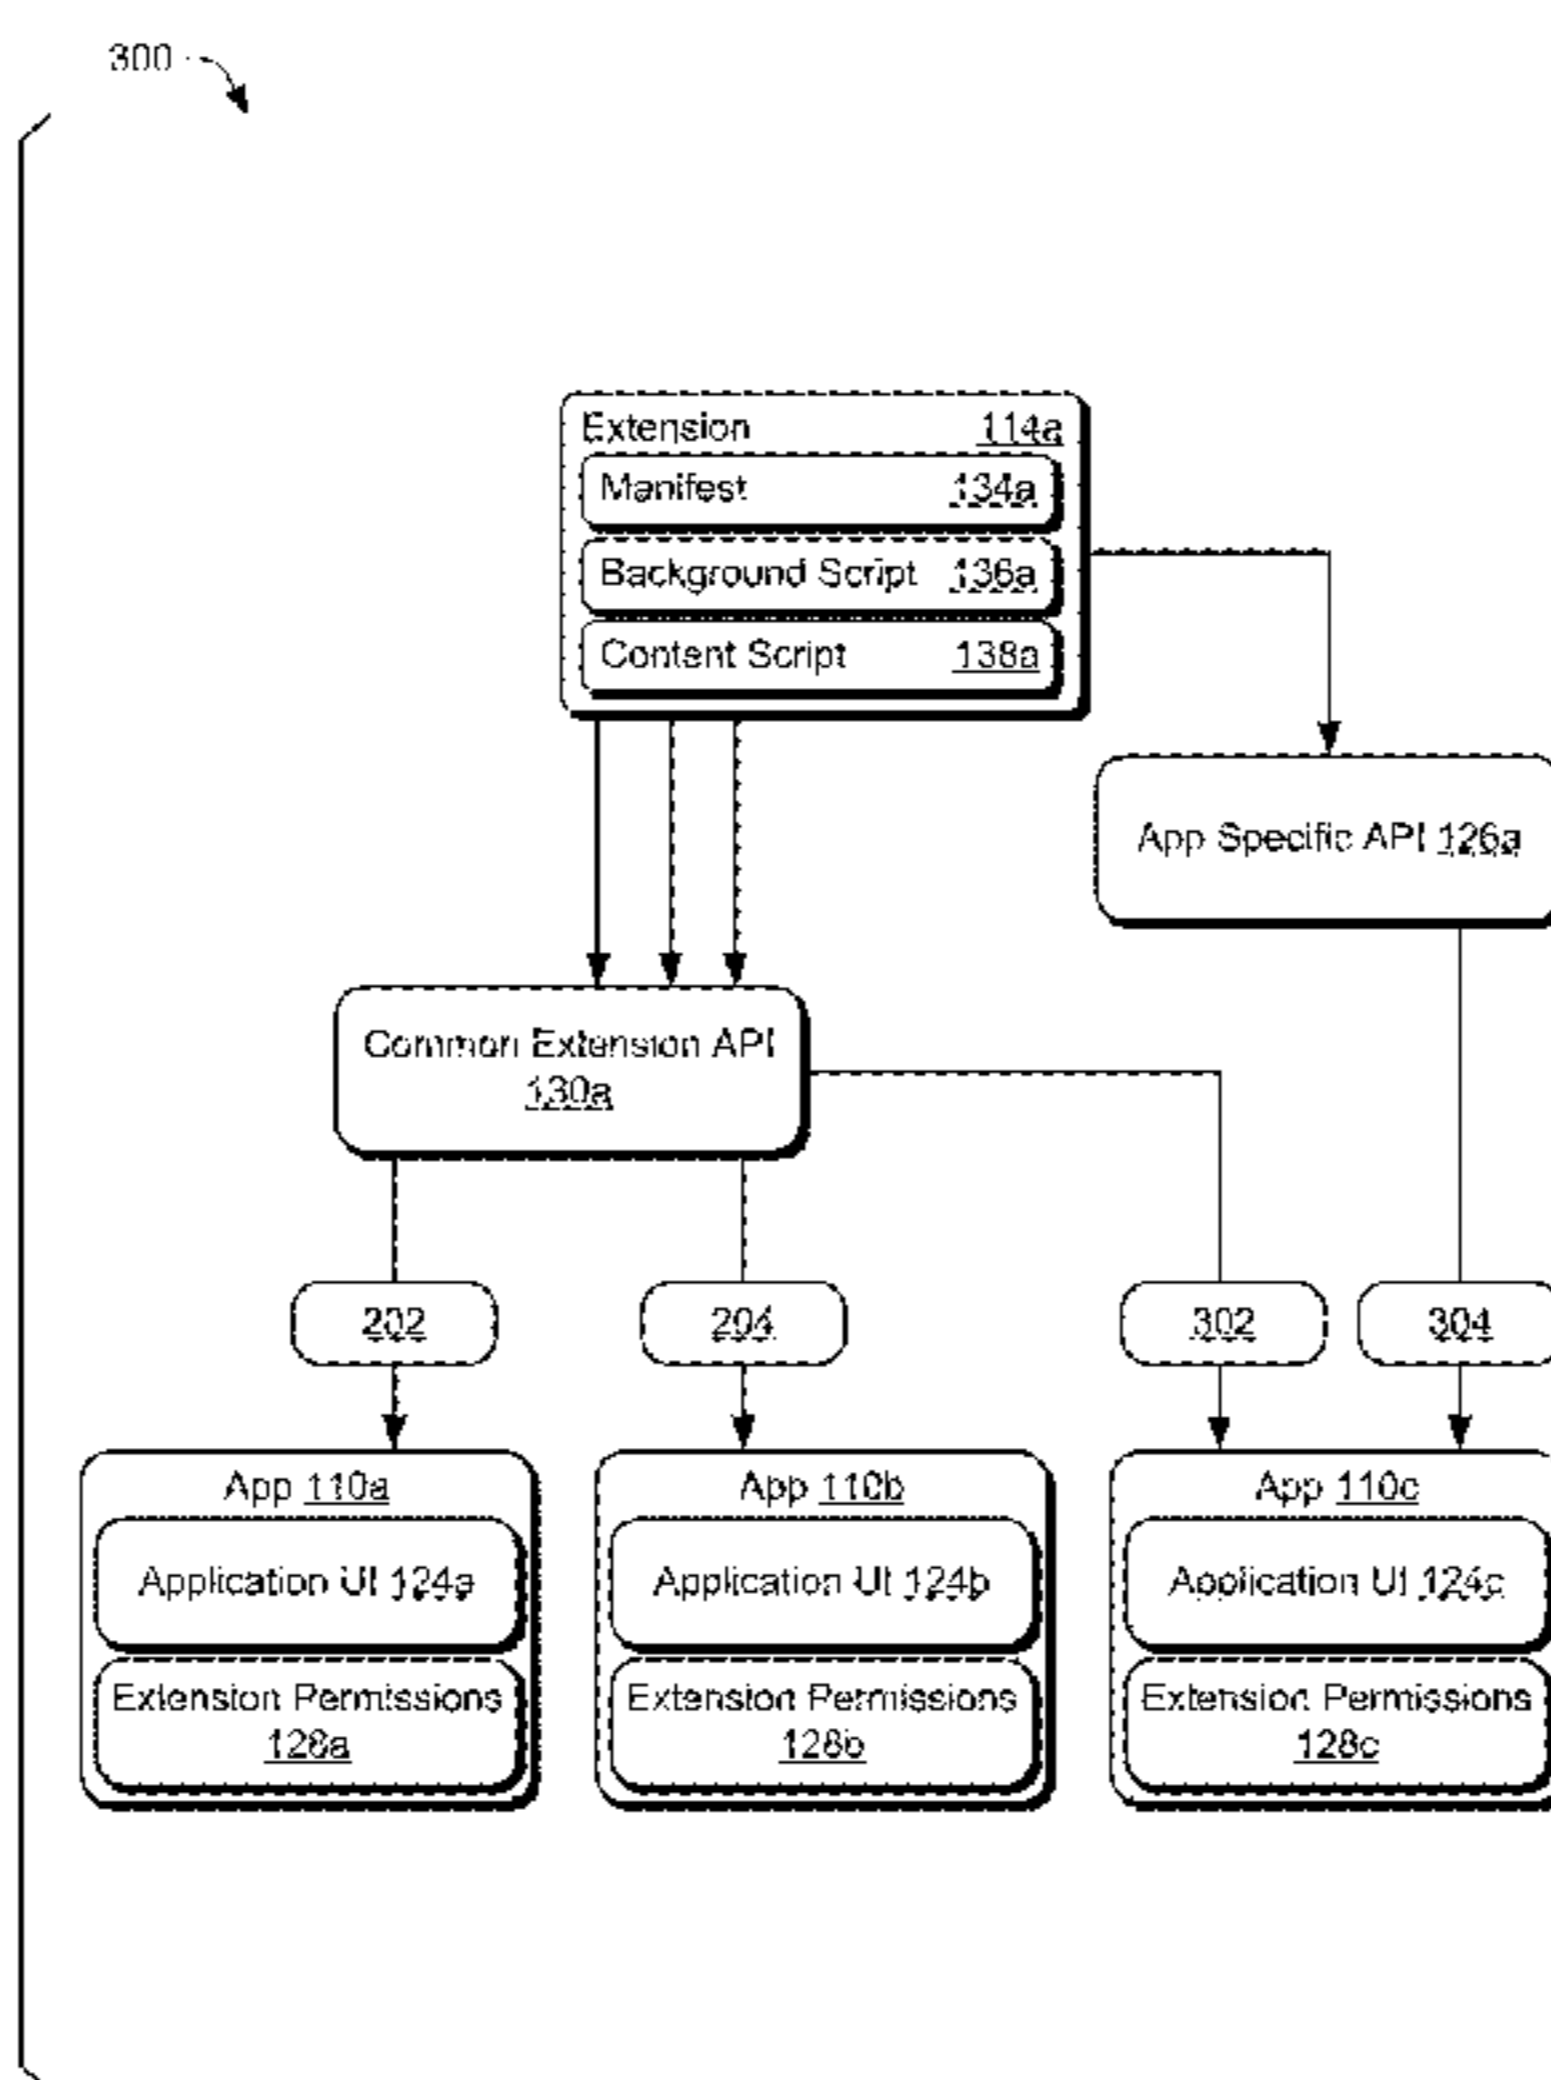 300
Extension 114a
Manifest 134a
Background Script 136a
Content Script 138a
App Specific API 126a
Common Extension API
130a
202 204 302 304
App 110a App 110b App 110c
Application UI 124a Application UI 124b Application UI 124c
Extension Permissions Extension Permissions Extension Permissions
128a 128b 128c